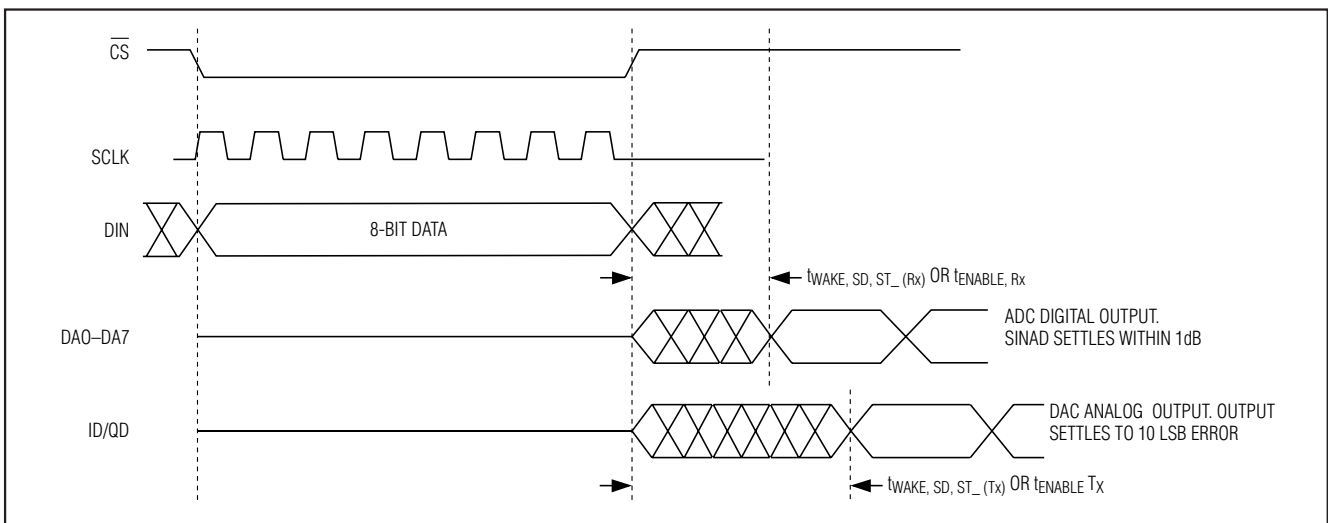 CS
SCLK
DIN
8-BIT DATA
tWAKE, SD, ST_ (Rx) OR tENABLE, Rx
DA0–DA7
ADC DIGITAL OUTPUT.
SINAD SETTLES WITHIN 1dB
ID/QD
DAC ANALOG OUTPUT. OUTPUT
SETTLES TO 10 LSB ERROR
tWAKE, SD, ST_ (Tx) OR tENABLE TX